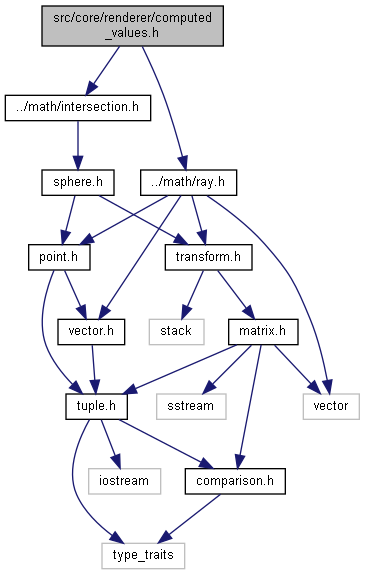 src/core/renderer/computed
_values.h
../math/intersection.h
sphere.h
../math/ray.h
point.h
transform.h
vector.h
stack
matrix.h
tuple.h
sstream
vector
iostream
comparison.h
type_traits